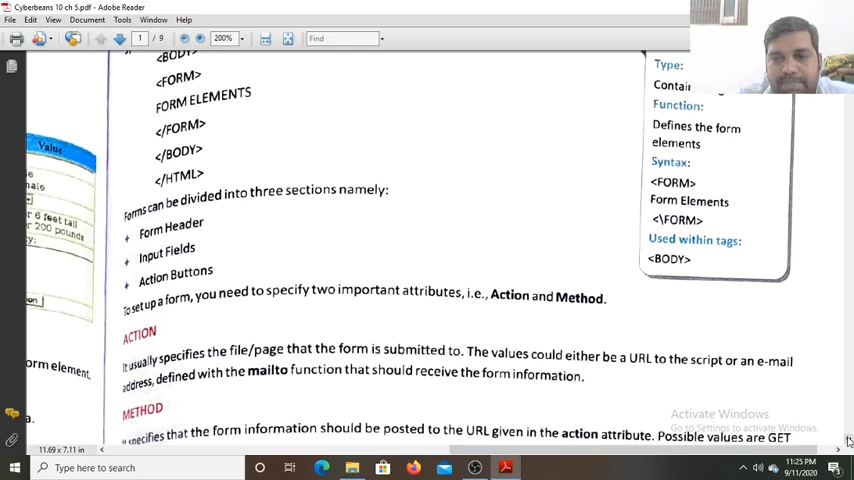 Cyberbeans 10 ch 5.pdf - Adobe Reader
File Edit View Document Tools Window Help
1 / 9 200% Find
<BODY>
<FORM>
FORM ELEMENTS
</FORM>
</BODY>
</HTML>
Forms can be divided into three sections namely:
Form Header
Input Fields
Action Buttons
To set up a form, you need to specify two important attributes, i.e., Action and Method.
ACTION
It usually specifies the file/page that the form is submitted to. The values could either be a URL to the script or an e-mail
address, defined with the mailto function that should receive the form information.
METHOD
It specifies that the form information should be posted to the URL given in the action attribute. Possible values are GET
Type:
Function:
Defines the form
elements
Syntax:
<FORM>
Form Elements
<\FORM>
Used within tags:
<BODY>
Value
6 feet tall
200 pounds
orm element,
Activate Windows
Go to Settings to activate Windows.
11.69 x 7.11 in
Type here to search
11:25 PM
9/11/2020
3